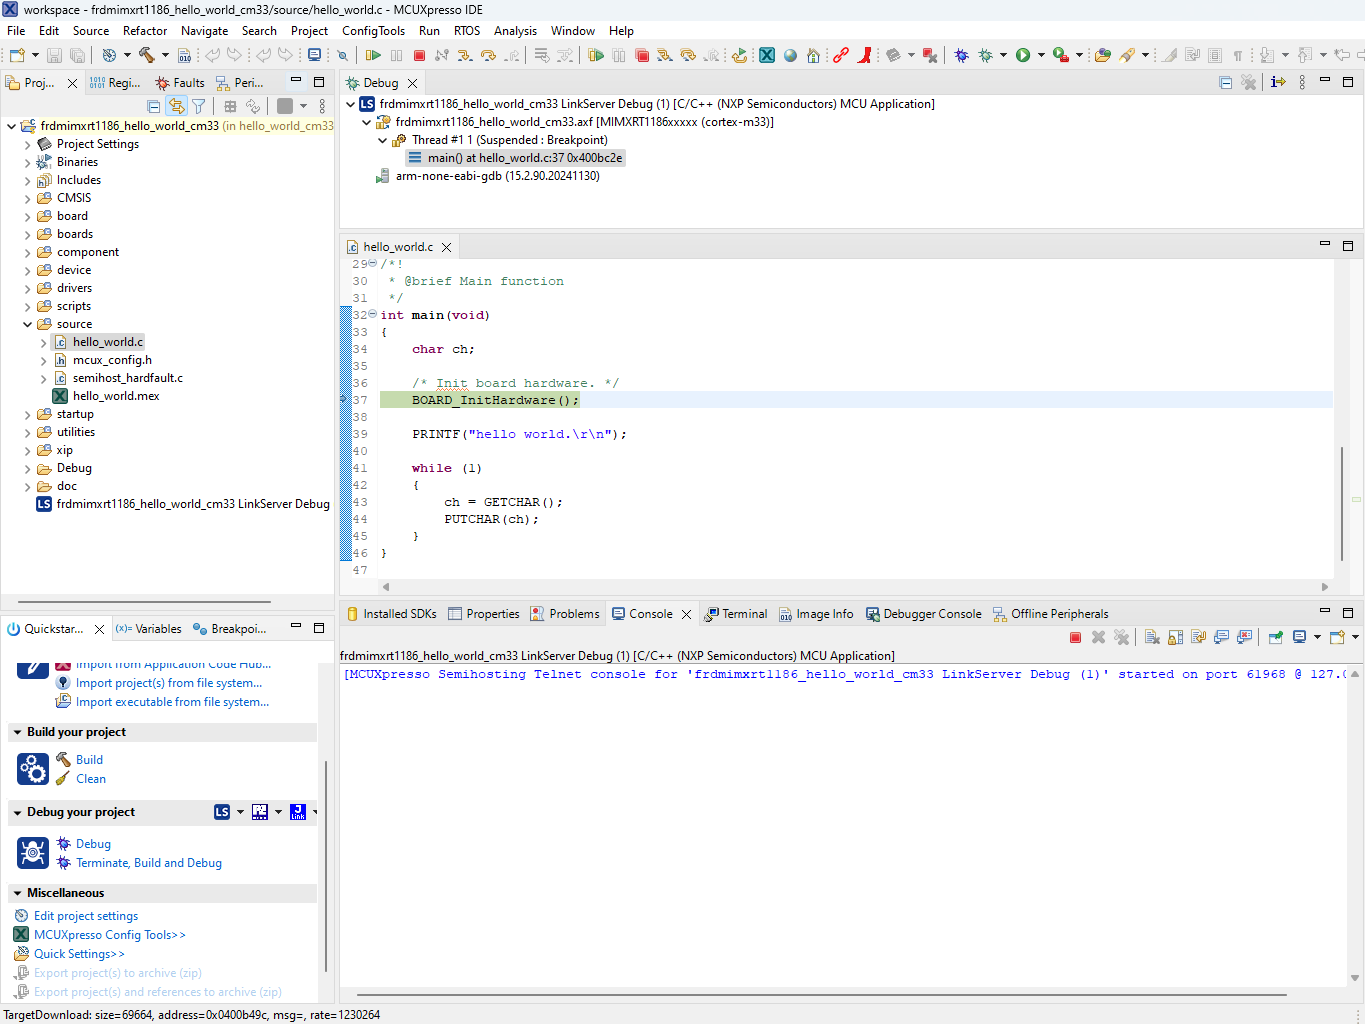 workspace - frdmimxrt1186_hello_world_cm33/source/hello_world.c - MCUXpresso IDE
File Edit Source Refactor Navigate Search Project ConfigTools Run RTOS Analysis Window Help
Proj... Regi... Faults Peri...
frdmimxrt1186_hello_world_cm33 (in hello_world_cm33
Project Settings
Binaries
Includes
CMSIS
board
boards
component
device
drivers
scripts
source
hello_world.c
mcux_config.h
semihost_hardfault.c
hello_world.mex
startup
utilities
xip
Debug
doc
LS frdmimxrt1186_hello_world_cm33 LinkServer Debug
Debug
LS frdmimxrt1186_hello_world_cm33 LinkServer Debug (1) [C/C++ (NXP Semiconductors) MCU Application]
frdmimxrt1186_hello_world_cm33.axf [MIMXRT1186xxxxx (cortex-m33)]
Thread #1 1 (Suspended : Breakpoint)
main() at hello_world.c:37 0x400bc2e
arm-none-eabi-gdb (15.2.90.20241130)
hello_world.c
29 /*!
30 * @brief Main function
31 */
32 int main(void)
33 {
34 char ch;
35
36 /* Init board hardware. */
37 BOARD_InitHardware();
38
39 PRINTF("hello world.\r\n");
40
41 while (1)
42 {
43 ch = GETCHAR();
44 PUTCHAR(ch);
45 }
46 }
47
Quickstar... (x)= Variables Breakpoi...
Import from Application Code Hub...
Import project(s) from file system...
Import executable from file system...
Build your project
Build
Clean
Debug your project LS J Link
Debug
Terminate, Build and Debug
Miscellaneous
Edit project settings
MCUXpresso Config Tools>>
Quick Settings>>
Export project(s) to archive (zip)
Export project(s) and references to archive (zip)
Installed SDKs Properties Problems Console Terminal Image Info Debugger Console Offline Peripherals
frdmimxrt1186_hello_world_cm33 LinkServer Debug (1) [C/C++ (NXP Semiconductors) MCU Application]
[MCUXpresso Semihosting Telnet console for 'frdmimxrt1186_hello_world_cm33 LinkServer Debug (1)' started on port 61968 @ 127.0
TargetDownload: size=69664, address=0x0400b49c, msg=, rate=1230264